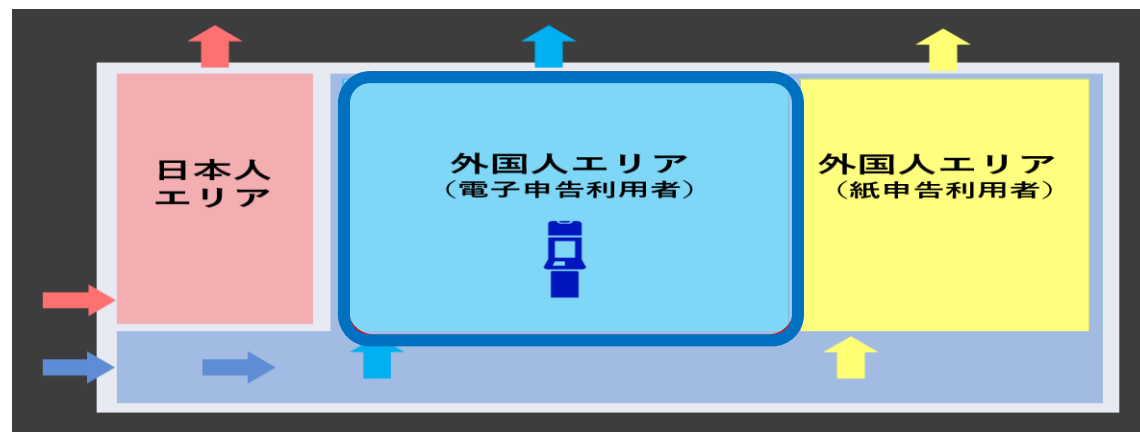 日本人
エリア
外国人エリア
（電子申告利用者）
外国人エリア
（紙申告利用者）